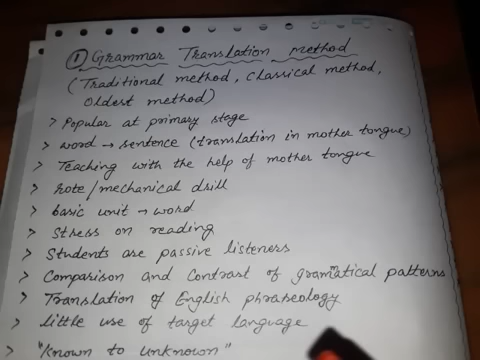 ① Grammar Translation method
(Traditional method, Classical method,
Oldest method)
> Popular at primary stage
> word → sentence (translation in mother tongue)
> Teaching with the help of mother tongue
> Rote/mechanical drill
> basic unit → word
> Stress on reading
> Students are passive listeners
> Comparison and contrast of gramatical patterns
> Translation of English phraseology
> little use of target language
> "Known to unknown"